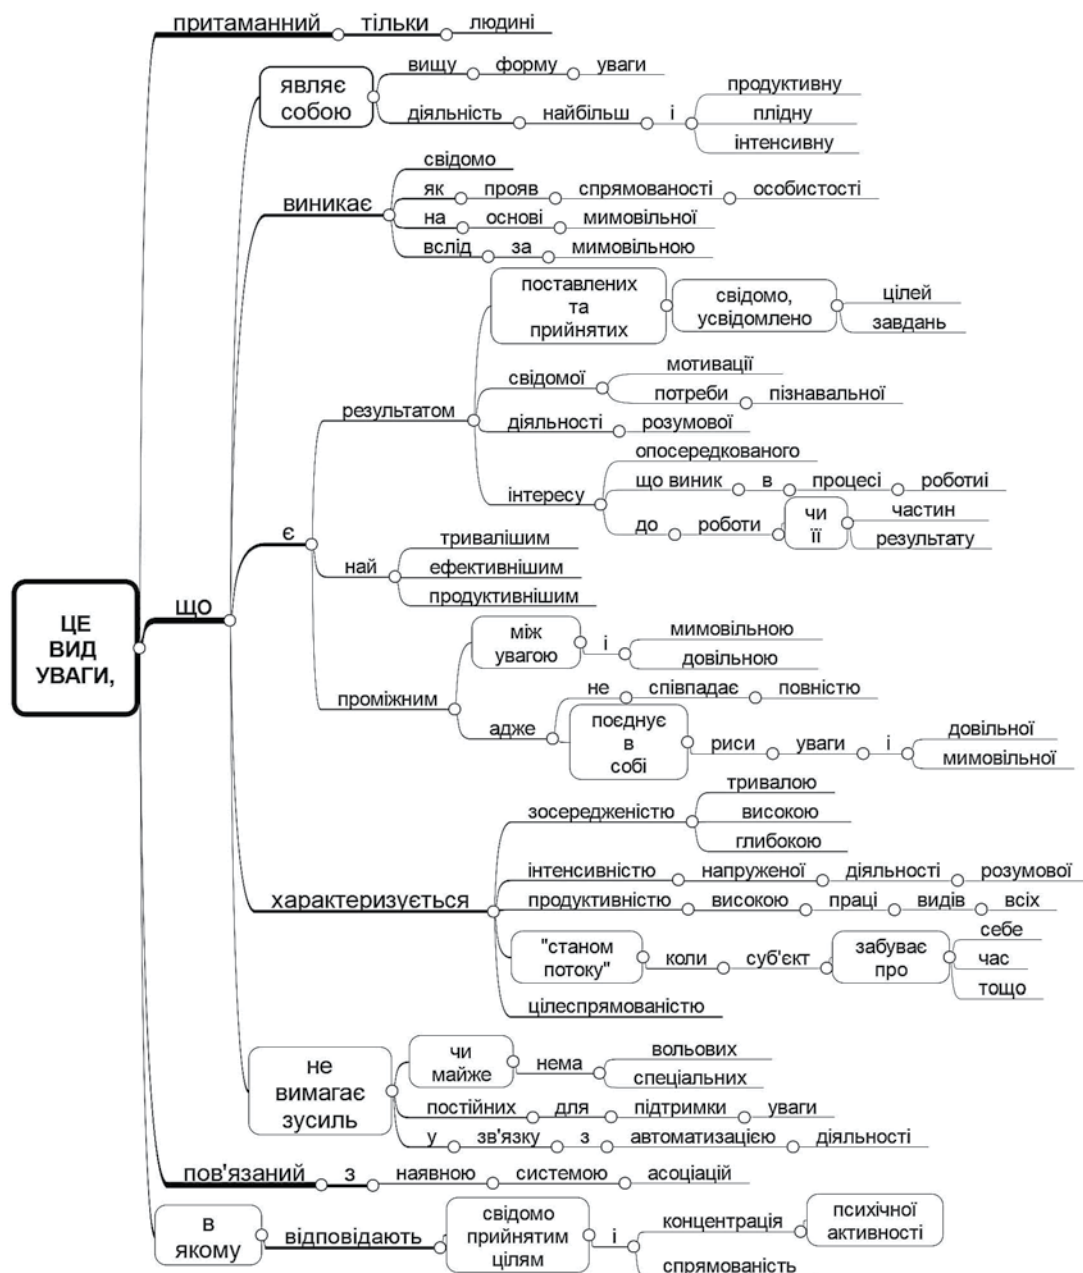 притаманний тільки людині
являє
собою
вищу форму уваги
діяльність найбільш і
продуктивну
плідну
інтенсивну
виникає
свідомо
як прояв спрямованості особистості
на основі мимовільної
вслід за мимовільною
є
результатом
поставлених
та
прийнятих
свідомо,
усвідомлено
цілей
завдань
свідомої
мотивації
потреби пізнавальної
діяльності розумової
інтересу
опосередкованого
що виник в процесі роботиі
до роботи
чи
її
частин
результату
най
тривалішим
ефективнішим
продуктивнішим
проміжним
між
увагою
і
мимовільною
довільною
адже
не співпадає повністю
поєднує
в
собі
риси уваги і
довільної
мимовільної
ЦЕ
ВИД
УВАГИ,
що
характеризується
зосередженістю
тривалою
високою
глибокою
інтенсивністю напруженої діяльності розумової
продуктивністю високою праці видів всіх
"станом
потоку"
коли суб'єкт
забуває
про
себе
час
тощо
цілеспрямованістю
не
вимагає
зусиль
чи
майже
нема
вольових
спеціальних
постійних для підтримки уваги
у зв'язку з автоматизацією діяльності
пов'язаний з наявною системою асоціацій
в
якому
відповідають
свідомо
прийнятим
цілям
і
концентрація
психічної
активності
спрямованість